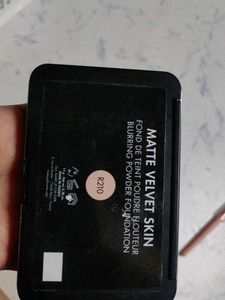 MATTE VELVET SKIN
FOND DE TEINT POUDRE FLOUTEUR
BLURRING POWDER FOUNDATION
R210